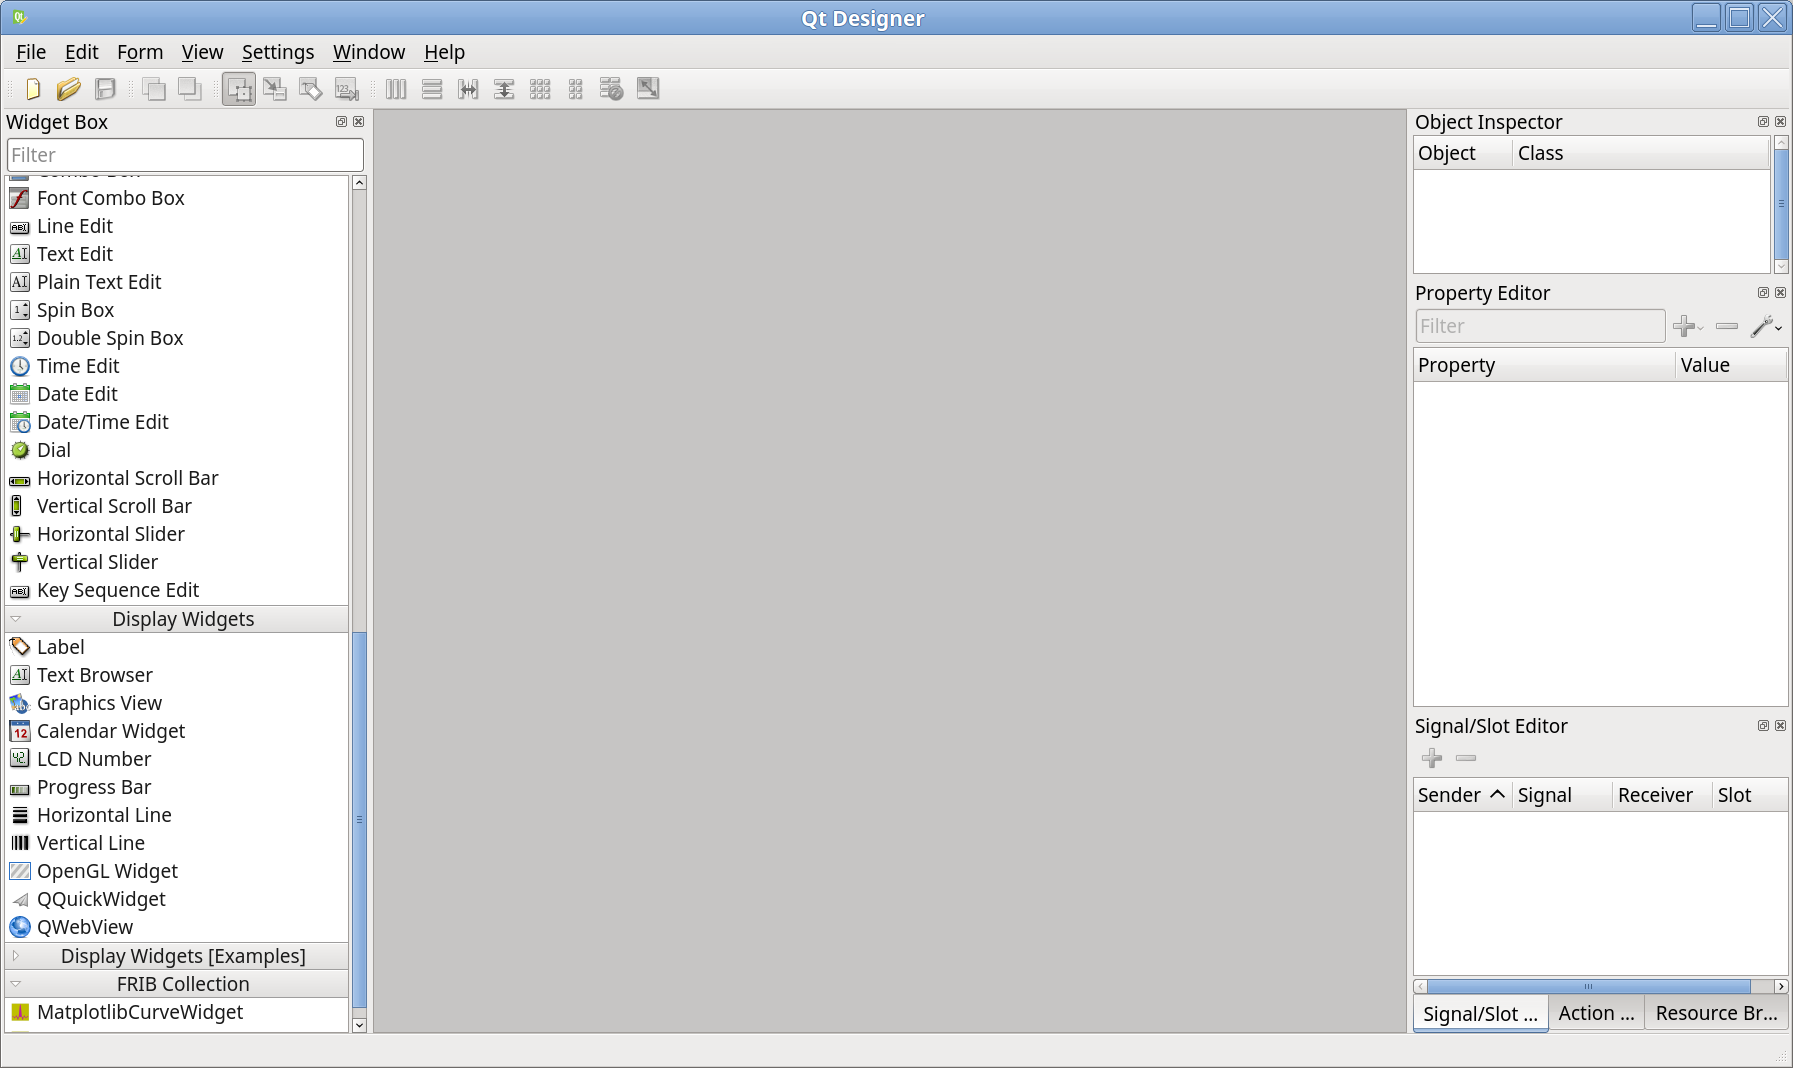 Qt Designer
File Edit Form View Settings Window Help
Widget Box
Filter
Font Combo Box
Line Edit
Text Edit
Plain Text Edit
Spin Box
Double Spin Box
Time Edit
Date Edit
Date/Time Edit
Dial
Horizontal Scroll Bar
Vertical Scroll Bar
Horizontal Slider
Vertical Slider
Key Sequence Edit
Display Widgets
Label
Text Browser
Graphics View
Calendar Widget
LCD Number
Progress Bar
Horizontal Line
Vertical Line
OpenGL Widget
QQuickWidget
QWebView
Display Widgets [Examples]
FRIB Collection
MatplotlibCurveWidget
Object Inspector
Object Class
Property Editor
Filter
Property Value
Signal/Slot Editor
Sender Signal Receiver Slot
Signal/Slot ... Action ... Resource Br...